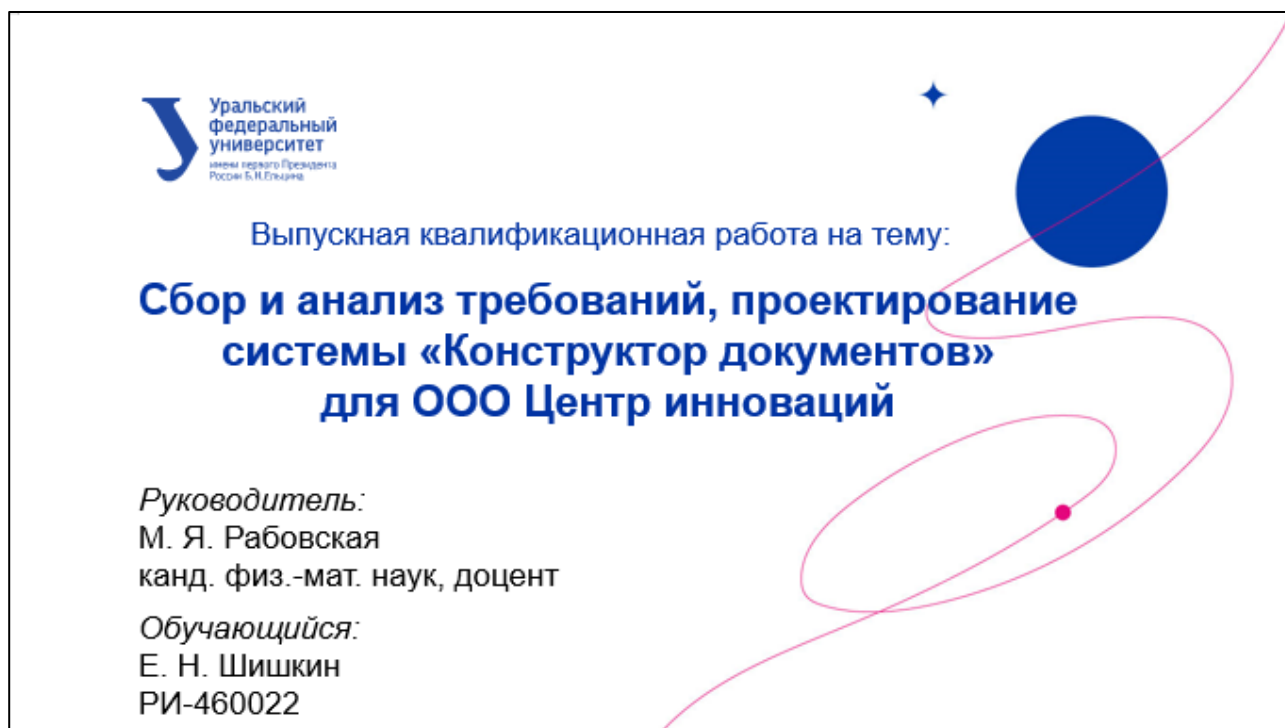 Уральский
федеральный
университет
имени первого Президента
России Б.Н.Ельцина
Выпускная квалификационная работа на тему:
Сбор и анализ требований, проектирование
системы «Конструктор документов»
для ООО Центр инноваций
Руководитель:
М. Я. Рабовская
канд. физ.-мат. наук, доцент
Обучающийся:
Е. Н. Шишкин
РИ-460022